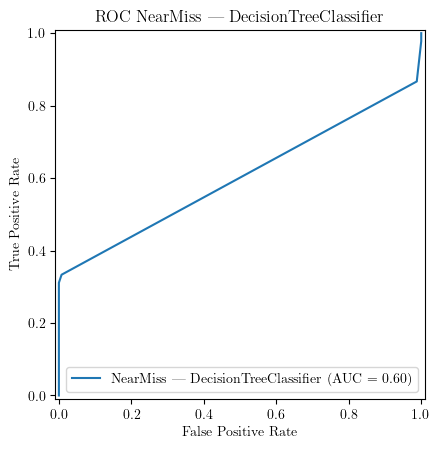 ROC NearMiss — DecisionTreeClassifier
1.0
0.8
0.6
0.4
0.2
0.0
True Positive Rate
NearMiss — DecisionTreeClassifier (AUC = 0.60)
0.0 0.2 0.4 0.6 0.8 1.0
False Positive Rate